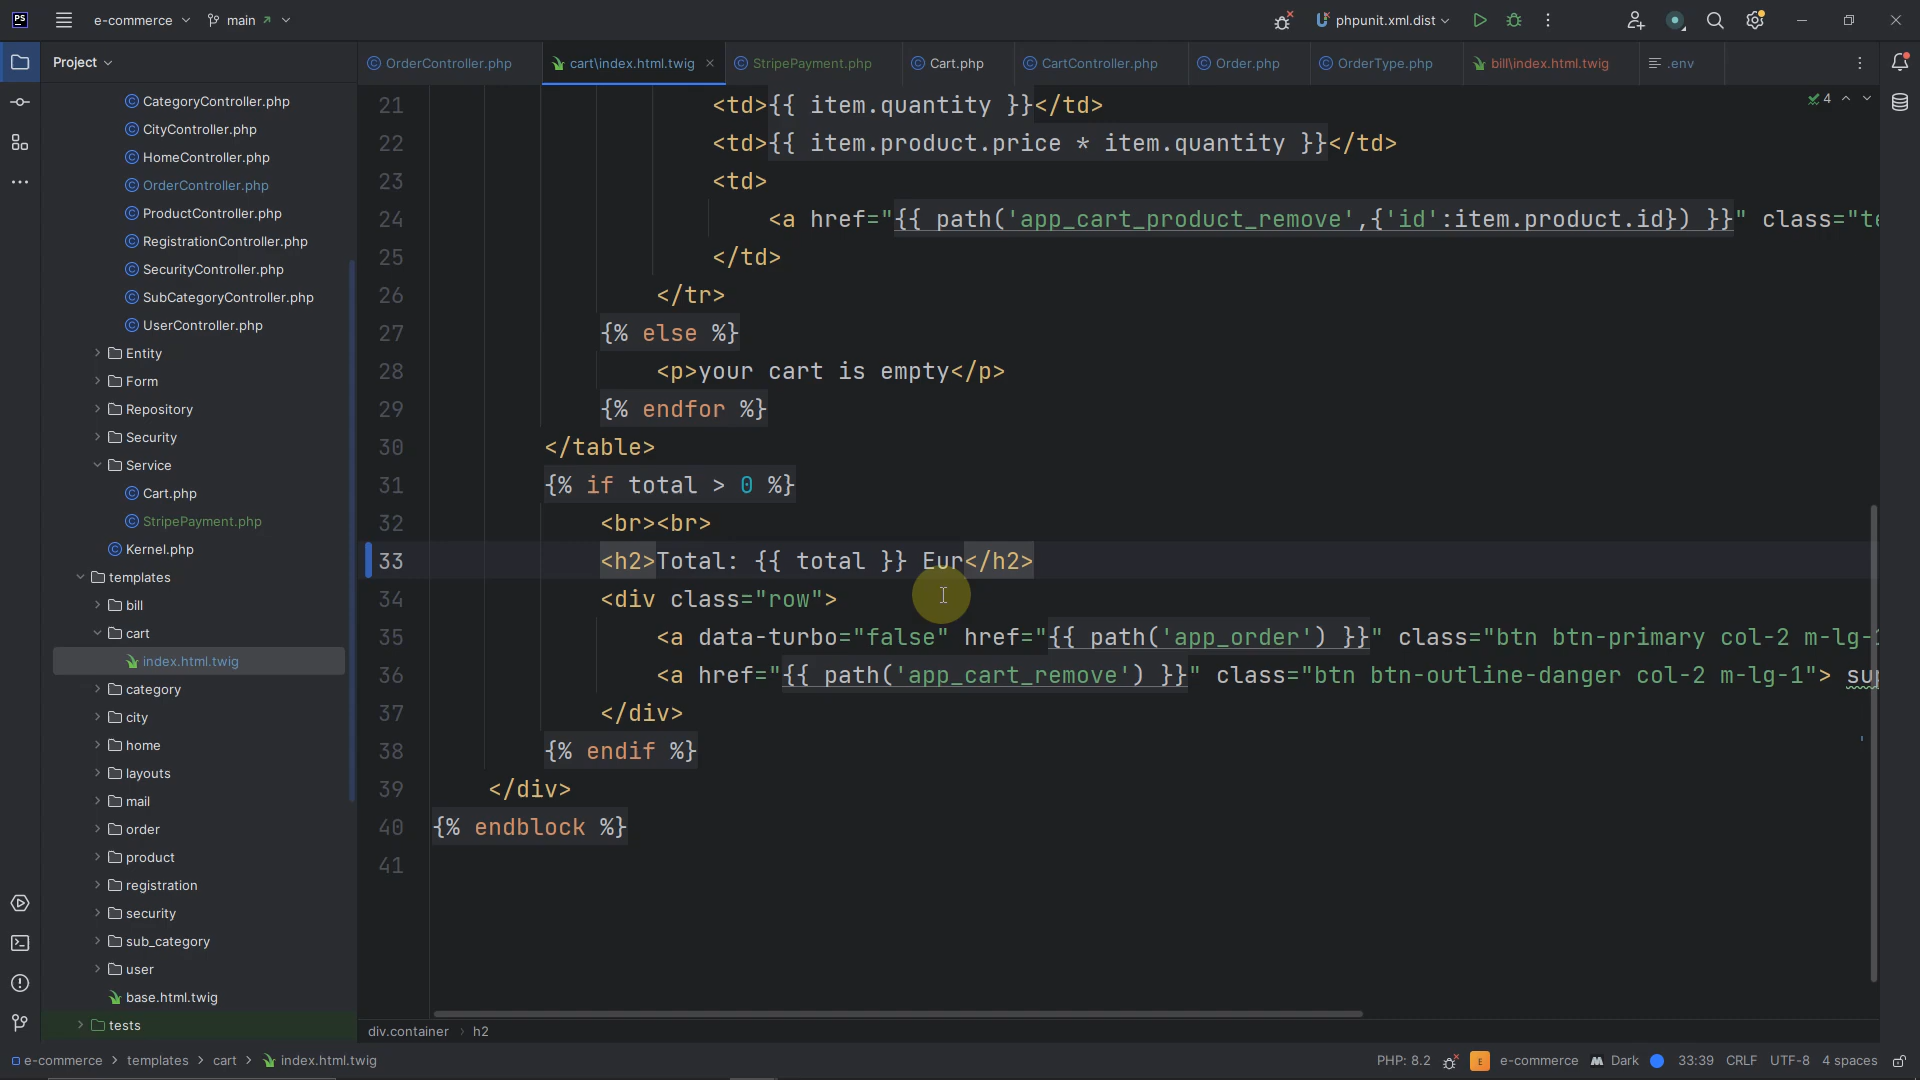 PS
e-commerce
main
phpunit.xml.dist
Project
OrderController.php
cart\index.html.twig
StripePayment.php
Cart.php
CartController.php
Order.php
OrderType.php
bill\index.html.twig
.env
4
CategoryController.php
CityController.php
HomeController.php
OrderController.php
ProductController.php
RegistrationController.php
SecurityController.php
SubCategoryController.php
UserController.php
Entity
Form
Repository
Security
Service
Cart.php
StripePayment.php
Kernel.php
templates
bill
cart
index.html.twig
category
city
home
layouts
mail
order
product
registration
security
sub_category
user
base.html.twig
tests
21 <td>{{ item.quantity }}</td>
22 <td>{{ item.product.price * item.quantity }}</td>
23 <td>
24 <a href="{{ path('app_cart_product_remove',{'id':item.product.id}) }}" class="te
25 </td>
26 </tr>
27 {% else %}
28 <p>your cart is empty</p>
29 {% endfor %}
30 </table>
31 {% if total > 0 %}
32 <br><br>
33 <h2>Total: {{ total }} Eur</h2>
34 <div class="row">
35 <a data-turbo="false" href="{{ path('app_order') }}" class="btn btn-primary col-2 m-lg-1
36 <a href="{{ path('app_cart_remove') }}" class="btn btn-outline-danger col-2 m-lg-1"> sup
37 </div>
38 {% endif %}
39 </div>
40 {% endblock %}
41
div.container > h2
e-commerce > templates > cart > index.html.twig
PHP: 8.2
E
e-commerce
Dark
33:39
CRLF
UTF-8
4 spaces